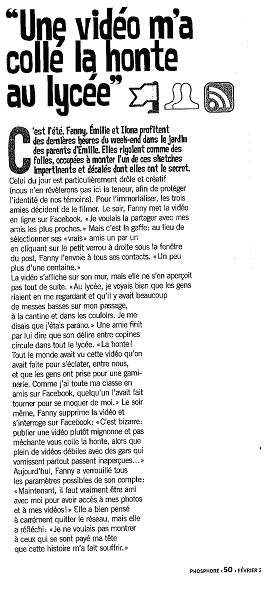 “Une vidéo m’a
collé la honte
au lycée”
C’est l’été. Fanny, Émilie et Ilona profitent
des dernières heures du week-end dans le jardin
des parents d’Émilie. Elles rigolent comme des
folles, occupées à monter l’un de ces sketches
impertinents et décalés dont elles ont le secret.
Celui du jour est particulièrement drôle et créatif
(nous n’en révélerons pas ici la teneur, afin de protéger
l’identité de nos témoins). Pour l’immortaliser, les trois
amies décident de le filmer. Le soir, Fanny met la vidéo
en ligne sur Facebook. «Je voulais la partager avec mes
amis les plus proches.» Mais c’est la gaffe: au lieu de
sélectionner ses «vrais» amis un par un
en cliquant sur le petit verrou à droite sous la fenêtre
du post, Fanny l’envoie à tous ses contacts. «Un peu
plus d’une centaine.»
La vidéo s’affiche sur son mur, mais elle ne s’en aperçoit
pas tout de suite. «Au lycée, je voyais bien que les gens
riaient en me regardant et qu’il y avait beaucoup
de messes basses sur mon passage,
à la cantine et dans les couloirs. Je me
disais que j’étais parano.» Une amie finit
par lui dire que son délire entre copines
circule dans tout le lycée. «La honte!
Tout le monde avait vu cette vidéo qu’on
avait faite pour s’éclater, entre nous,
et que les gens ont prise pour une gami-
nerie. Comme j’ai toute ma classe en
amis sur Facebook, quelqu’un l’avait fait
tourner pour se moquer de moi.» Le soir
même, Fanny supprime la vidéo et
s’interroge sur Facebook: «C’est bizarre:
publier une vidéo plutôt mignonne et pas
méchante vous colle la honte, alors que
plein de vidéos débiles avec des gars qui
vomissent partout passent inaperçues...»
Aujourd’hui, Fanny a verrouillé tous
les paramètres possibles de son compte:
«Maintenant, il faut vraiment être ami
avec moi pour avoir accès à mes photos
et à mes vidéos!» Elle a bien pensé
à carrément quitter le réseau, mais elle
a réfléchi: «Je ne voulais pas montrer
à ceux qui se sont payé ma tête
que cette histoire m’a fait souffrir.»
PHOSPHORE ‹ 50 › FÉVRIER 2